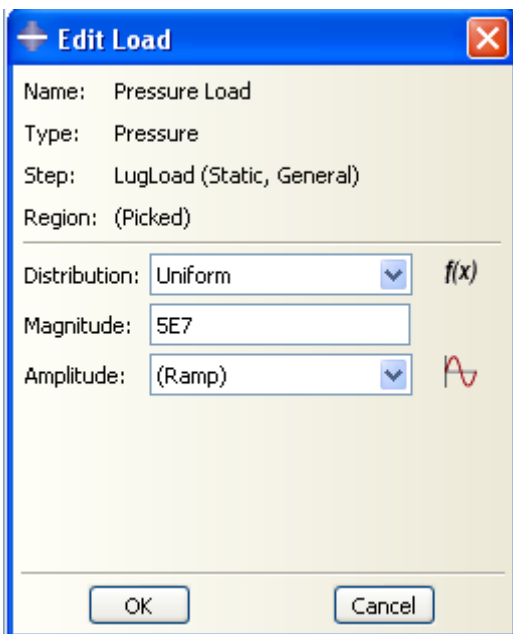 Edit Load
Name: Pressure Load
Type: Pressure
Step: LugLoad (Static, General)
Region: (Picked)
Distribution: Uniform f(x)
Magnitude: 5E7
Amplitude: (Ramp)
OK Cancel